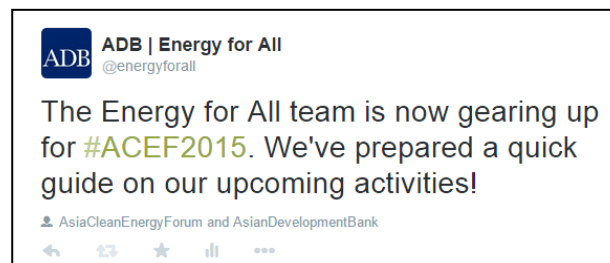 ADB
ADB | Energy for All
@energyforall
The Energy for All team is now gearing up
for #ACEF2015. We've prepared a quick
guide on our upcoming activities!
AsiaCleanEnergyForum and AsianDevelopmentBank